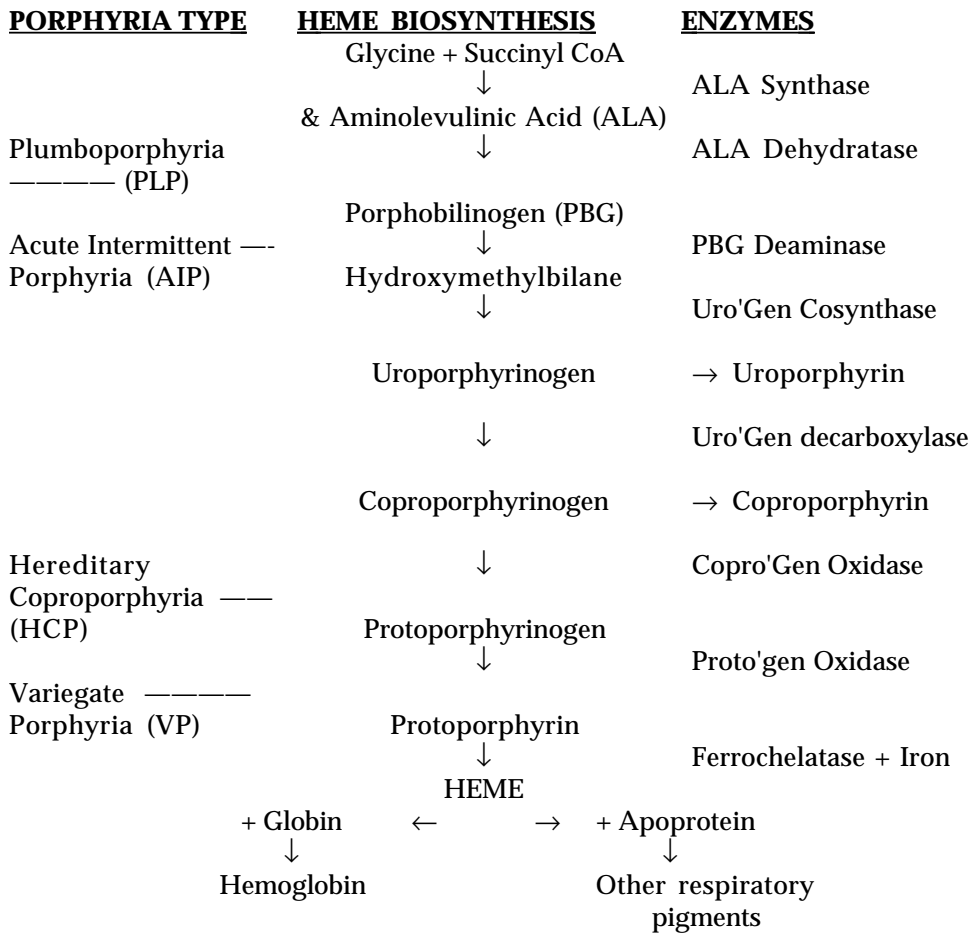 PORPHYRIA TYPE HEME BIOSYNTHESIS ENZYMES
Glycine + Succinyl CoA
↓
ALA Synthase
& Aminolevulinic Acid (ALA)
Plumboporphyria ↓ ALA Dehydratase
———— (PLP)
Porphobilinogen (PBG)
Acute Intermittent —- ↓ PBG Deaminase
Porphyria (AIP) Hydroxymethylbilane
↓ Uro'Gen Cosynthase
Uroporphyrinogen → Uroporphyrin
↓ Uro'Gen decarboxylase
Coproporphyrinogen → Coproporphyrin
Hereditary ↓ Copro'Gen Oxidase
Coproporphyria ——
(HCP) Protoporphyrinogen
↓ Proto'gen Oxidase
Variegate ————
Porphyria (VP) Protoporphyrin
↓ Ferrochelatase + Iron
HEME
+ Globin ← → + Apoprotein
↓ ↓
Hemoglobin Other respiratory
pigments